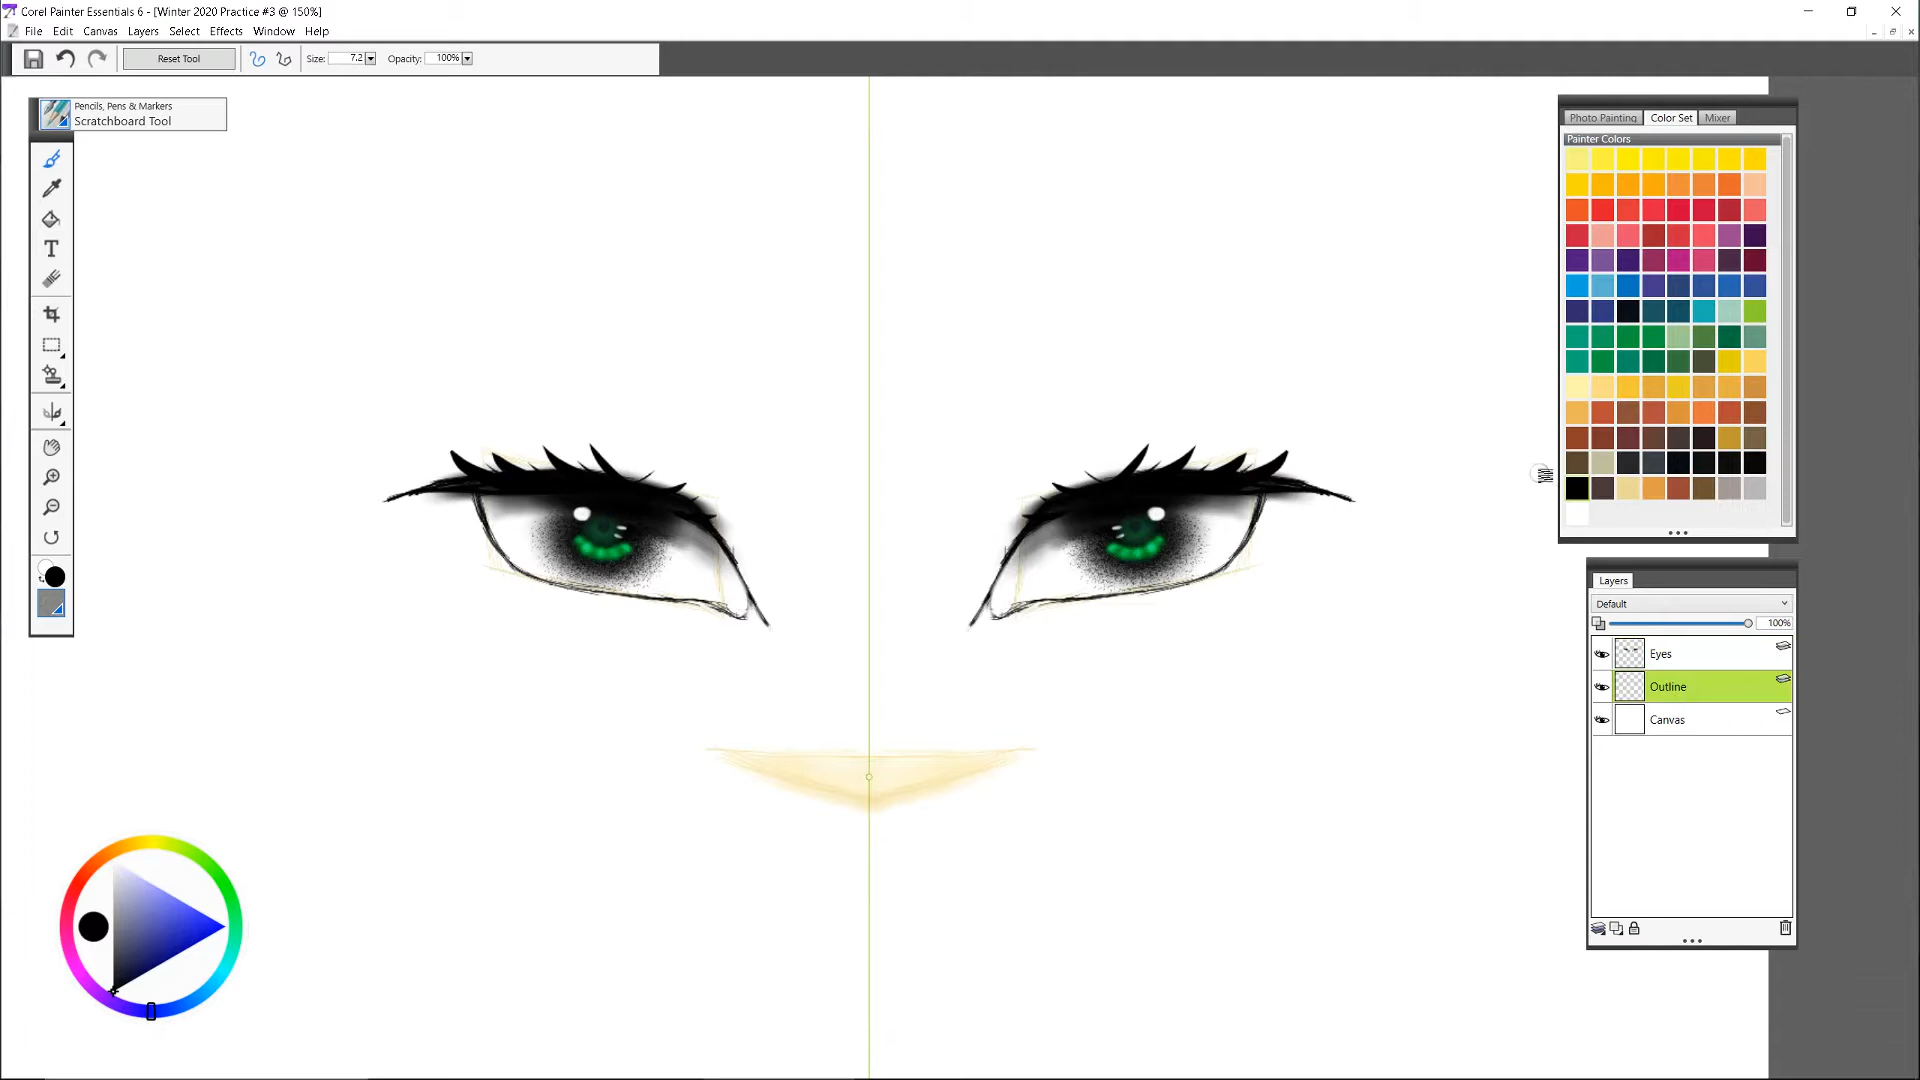 Corel Painter Essentials 6 - [Winter 2020 Practice #3 @ 150%]
File Edit Canvas Layers Select Effects Window Help
Reset Tool Size: 7.2 Opacity: 100%
Pencils, Pens & Markers
Scratchboard Tool
T
Photo Painting Color Set Mixer
Painter Colors
Layers
Default
100%
Eyes
Outline
Canvas